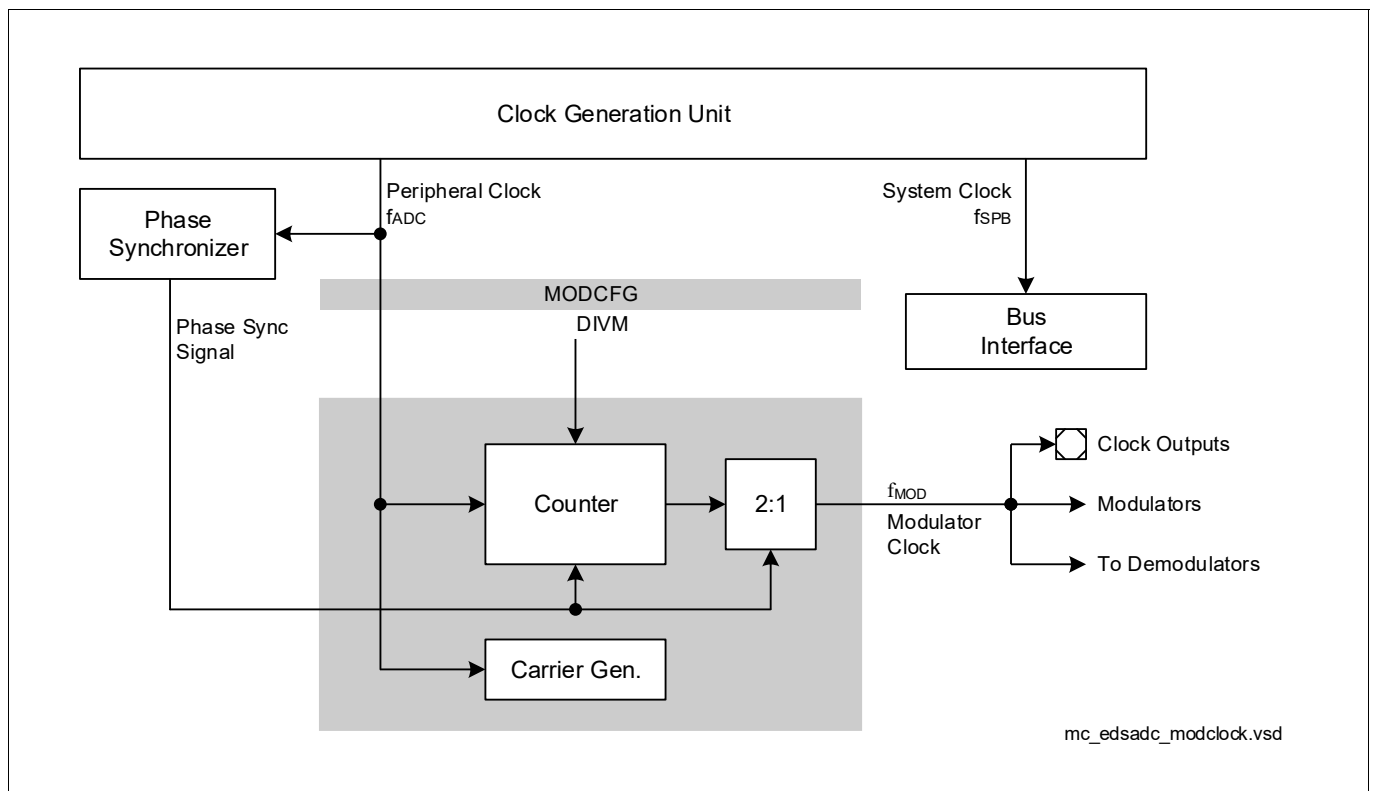 Clock Generation Unit
Peripheral Clock
fADC
System Clock
fSPB
Phase
Synchronizer
MODCFG
DIVM
Bus
Interface
Phase Sync
Signal
Clock Outputs
Counter
2:1
fMOD
Modulator
Clock
Modulators
To Demodulators
Carrier Gen.
mc_edsadc_modclock.vsd